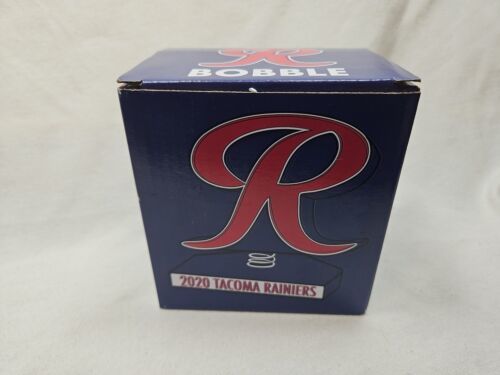 R
BOBBLE
R
2020 TACOMA RAINIERS